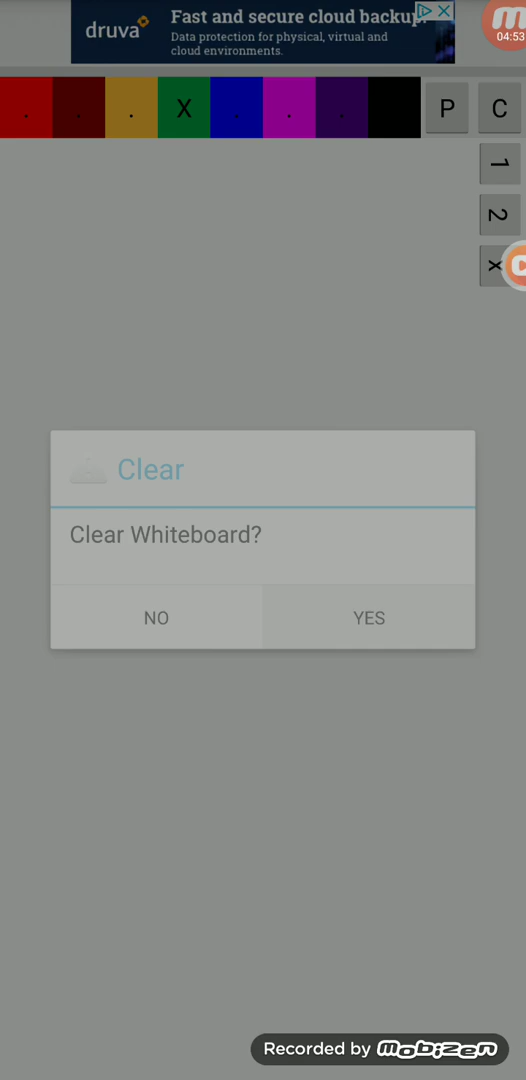 druva
Fast and secure cloud backup.
Data protection for physical, virtual and
cloud environments.
04:53
. . . X . . . P C
1
2
x
Clear
Clear Whiteboard?
NO YES
Recorded by mobizen